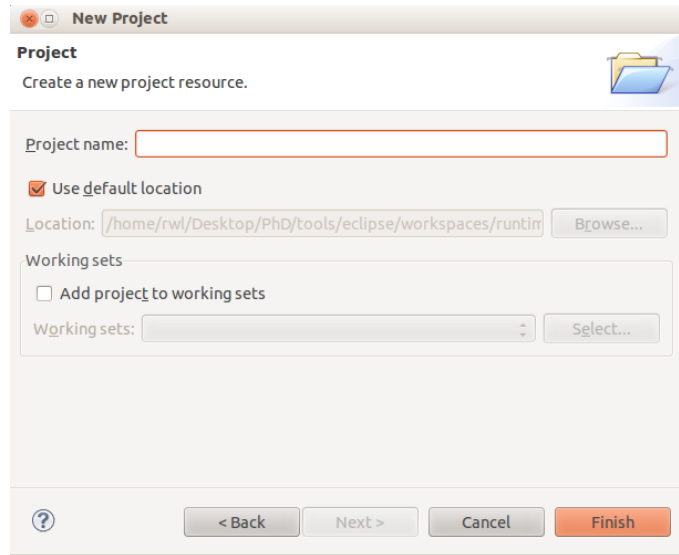 New Project
Project
Create a new project resource.
Project name:
Use default location
Location: /home/rwl/Desktop/PhD/tools/eclipse/workspaces/runtim Browse...
Working sets
Add project to working sets
Working sets: Select...
? < Back Next > Cancel Finish